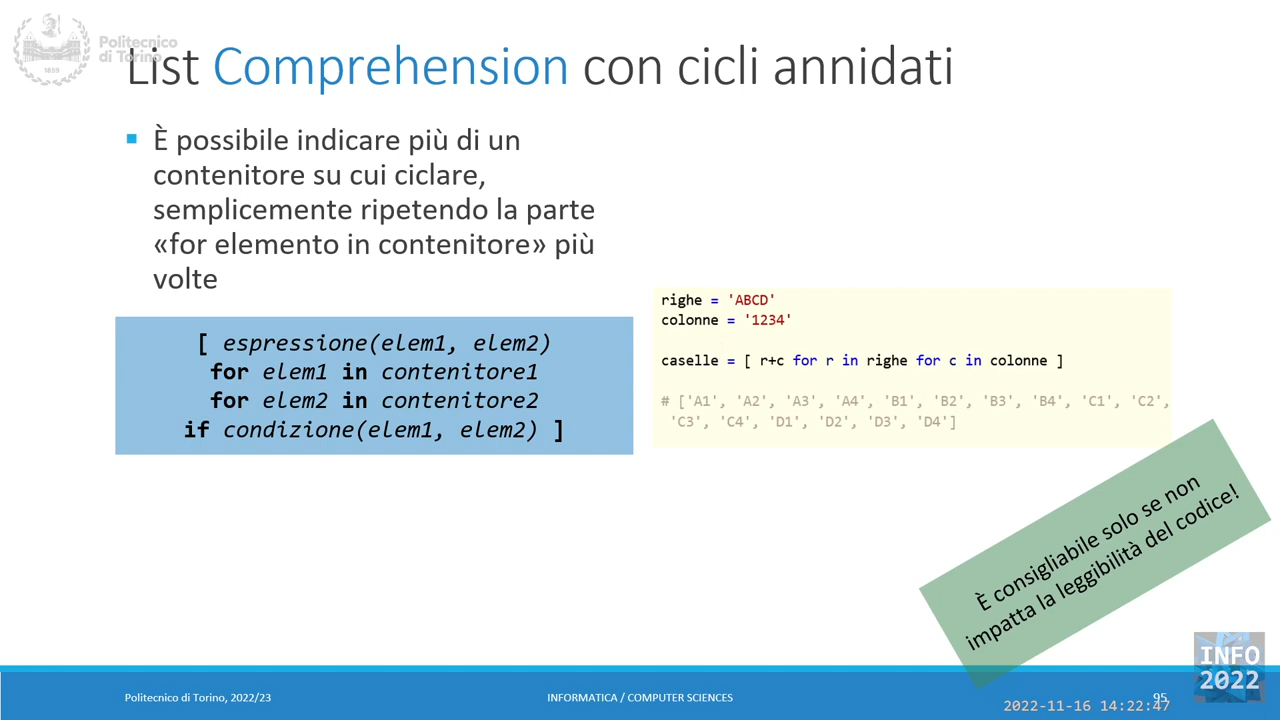 Politecnico
di Torino
1859
List Comprehension con cicli annidati
È possibile indicare più di un
contenitore su cui ciclare,
semplicemente ripetendo la parte
«for elemento in contenitore» più
volte
[ espressione(elem1, elem2)
for elem1 in contenitore1
for elem2 in contenitore2
if condizione(elem1, elem2) ]
righe = 'ABCD'
colonne = '1234'
caselle = [ r+c for r in righe for c in colonne ]
# ['A1', 'A2', 'A3', 'A4', 'B1', 'B2', 'B3', 'B4', 'C1', 'C2',
'C3', 'C4', 'D1', 'D2', 'D3', 'D4']
È consigliabile solo se non
impatta la leggibilità del codice!
INFO
2022
Politecnico di Torino, 2022/23
INFORMATICA / COMPUTER SCIENCES
95
2022-11-16 14:22:47